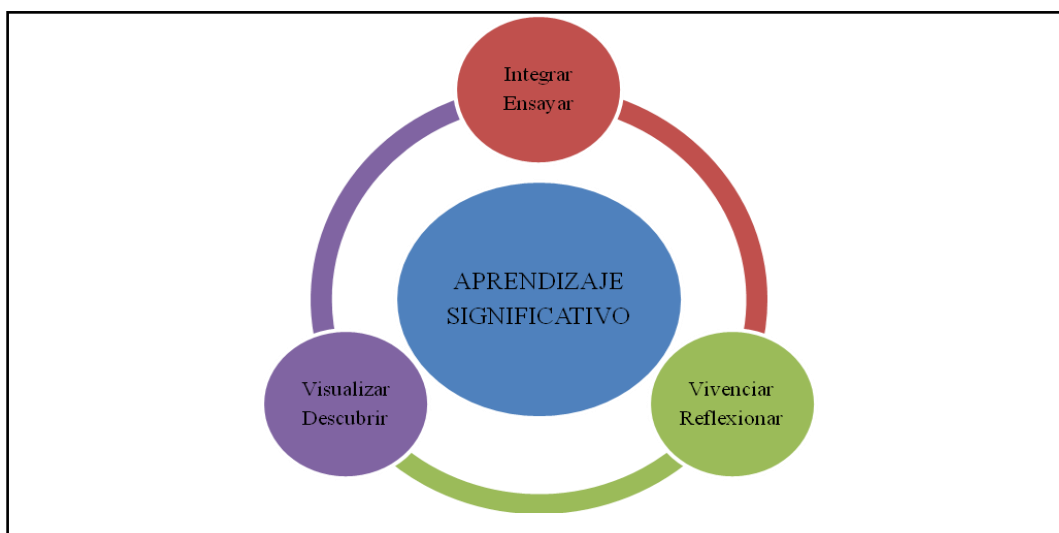 Integrar
Ensayar
APRENDIZAJE
SIGNIFICATIVO
Visualizar
Descubrir
Vivenciar
Reflexionar